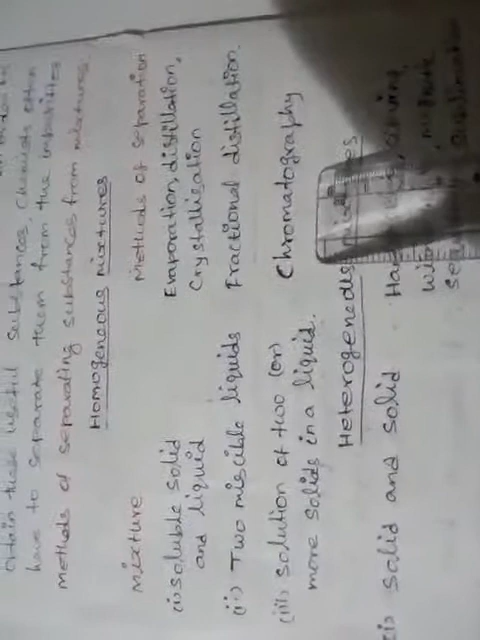 obtain these useful substances, chemists often
have to separate them from the impurities
methods of separating substances from mixtures.
Homogeneous mixtures
Mixture Methods of separation
(i) soluble solid Evaporation, distillation,
and liquid Crystallization
(ii) Two miscible liquids Fractional distillation.
(iii) solution of two (or) Chromatography
more solids in a liquid.
Heterogeneous
(i) solid and solid